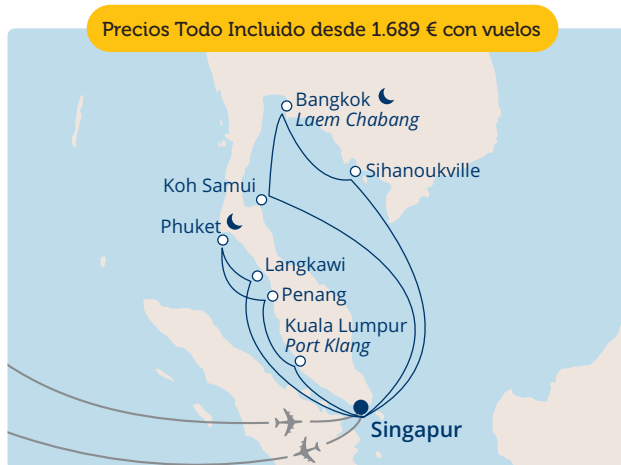 Precios Todo Incluido desde 1.689 € con vuelos
Bangkok
Laem Chabang
Sihanoukville
Koh Samui
Phuket
Langkawi
Penang
Kuala Lumpur
Port Klang
Singapur